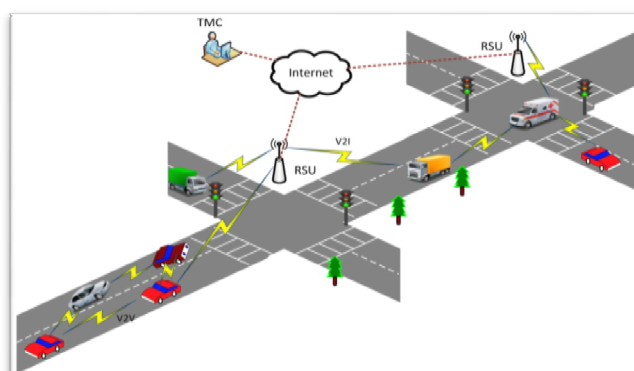 TMC
RSU
Internet
V2I
RSU
V2V